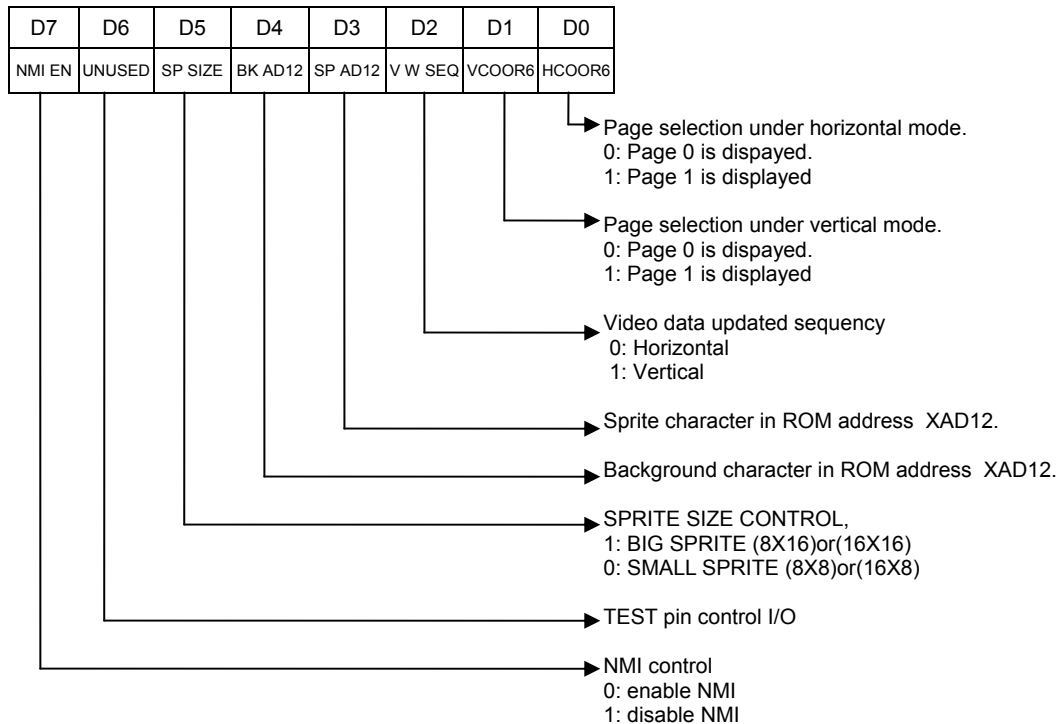 D7 D6 D5 D4 D3 D2 D1 D0
NMI EN UNUSED SP SIZE BK AD12 SP AD12 V W SEQ VCOOR6 HCOOR6
Page selection under horizontal mode.
0: Page 0 is dispayed.
1: Page 1 is displayed
Page selection under vertical mode.
0: Page 0 is dispayed.
1: Page 1 is displayed
Video data updated sequency
0: Horizontal
1: Vertical
Sprite character in ROM address XAD12.
Background character in ROM address XAD12.
SPRITE SIZE CONTROL,
1: BIG SPRITE (8X16)or(16X16)
0: SMALL SPRITE (8X8)or(16X8)
TEST pin control I/O
NMI control
0: enable NMI
1: disable NMI